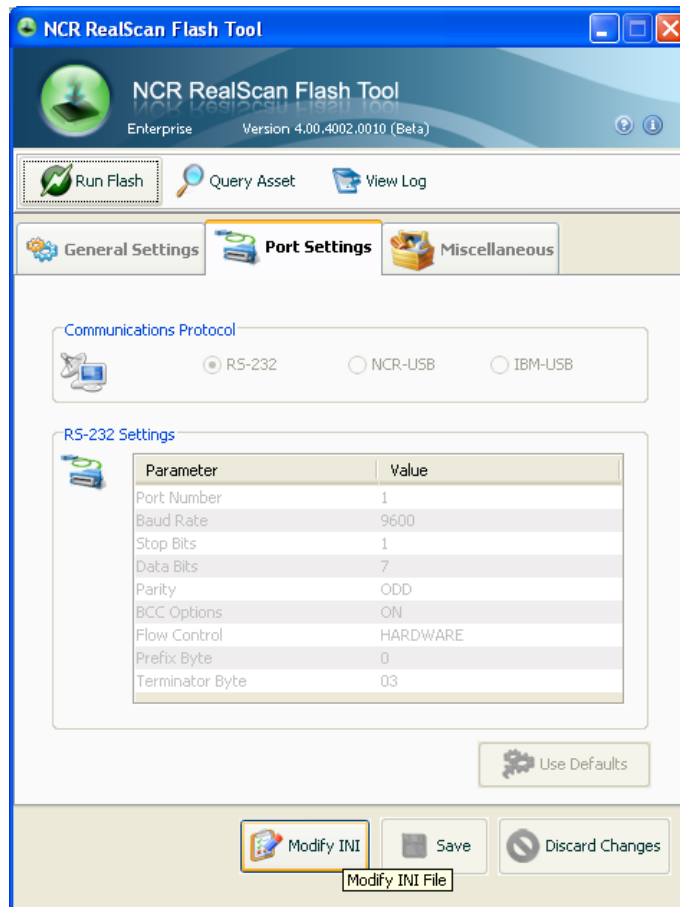 NCR RealScan Flash Tool
NCR RealScan Flash Tool
Enterprise Version 4.00.4002.0010 (Beta)
Run Flash Query Asset View Log
General Settings Port Settings Miscellaneous
Communications Protocol
RS-232 NCR-USB IBM-USB
RS-232 Settings
Parameter Value
Port Number 1
Baud Rate 9600
Stop Bits 1
Data Bits 7
Parity ODD
BCC Options ON
Flow Control HARDWARE
Prefix Byte 0
Terminator Byte 03
Use Defaults
Modify INI Save Discard Changes
Modify INI File